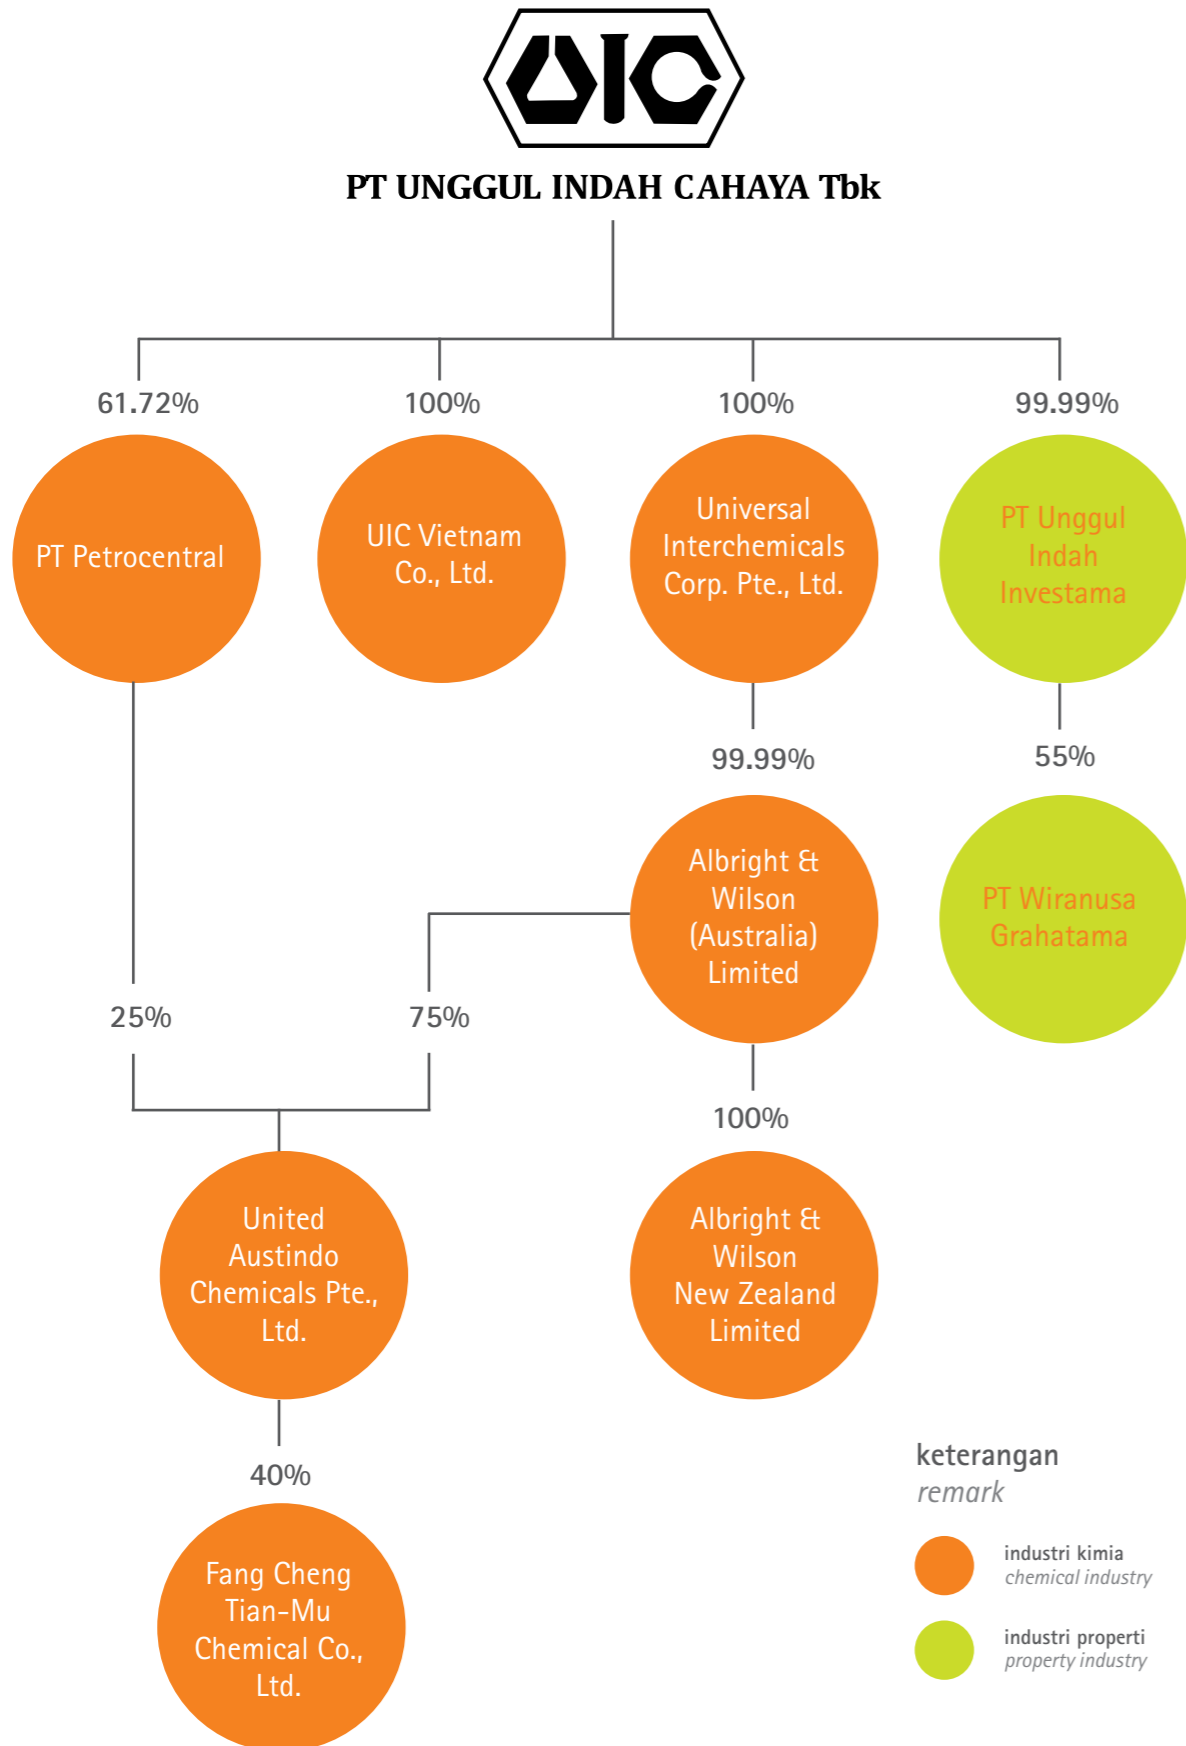 UIC
PT UNGGUL INDAH CAHAYA Tbk
61.72%
100%
100%
99.99%
PT Petrocentral
UIC Vietnam
Co., Ltd.
Universal
Interchemicals
Corp. Pte., Ltd.
PT Unggul
Indah
Investama
99.99%
55%
Albright &
Wilson
(Australia)
Limited
PT Wiranusa
Grahatama
25%
75%
100%
United
Austindo
Chemicals Pte.,
Ltd.
Albright &
Wilson
New Zealand
Limited
40%
Fang Cheng
Tian-Mu
Chemical Co.,
Ltd.
keterangan
remark
industri kimia
chemical industry
industri properti
property industry